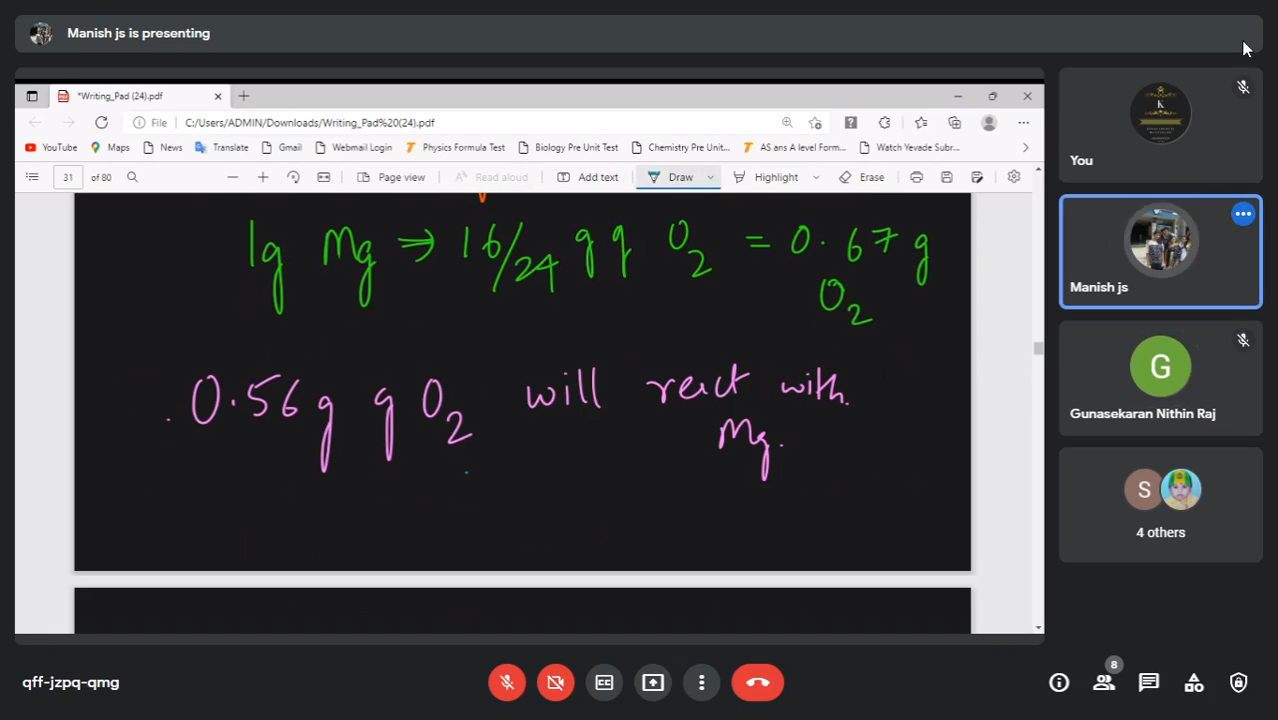 Manish js is presenting
*Writing_Pad (24).pdf
File C:/Users/ADMIN/Downloads/Writing_Pad%20(24).pdf
YouTube Maps News Translate Gmail Webmail Login Physics Formula Test Biology Pre Unit Test Chemistry Pre Unit... AS ans A level Form... Watch Yevade Subr...
31 of 80 Page view Read aloud Add text Draw Highlight Erase
1g Mg ⇒ 16/24 g of O2 = 0.67 g
O2
0.56g of O2 will react with
Mg.
You
Manish js
G
Gunasekaran Nithin Raj
S
4 others
K
qff-jzpq-qmg
CC
8